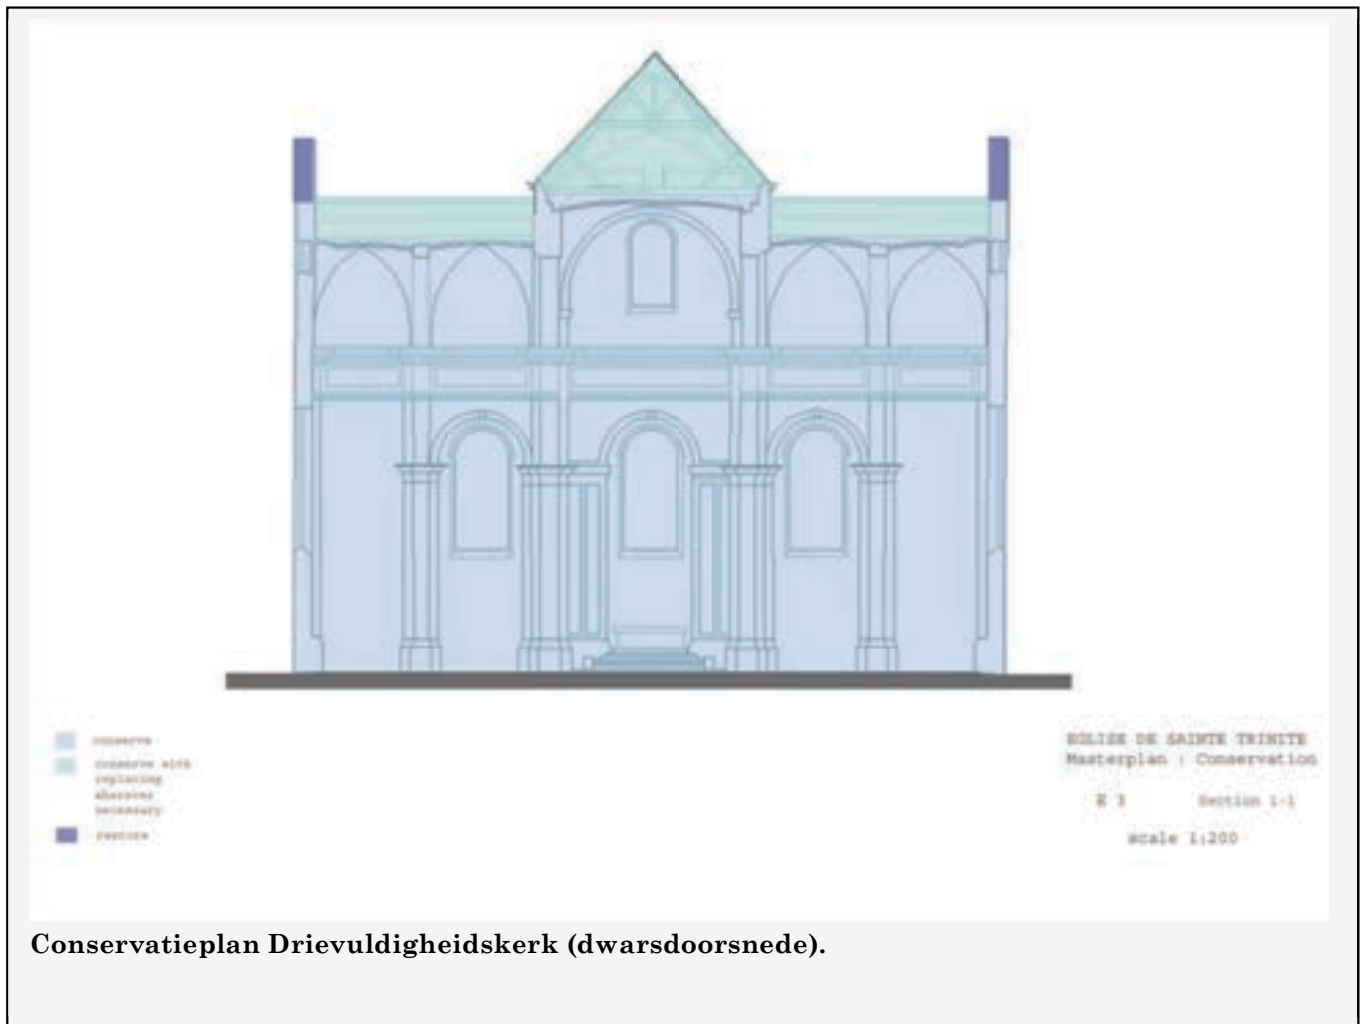 conserve
conserve with
replacing
wherever
necessary
restore
EGLISE DE SAINTE TRINITE
Masterplan : Conservation
E 3 Section 1-1
scale 1:200
Conservatieplan Drievuldigheidskerk (dwarsdoorsnede).